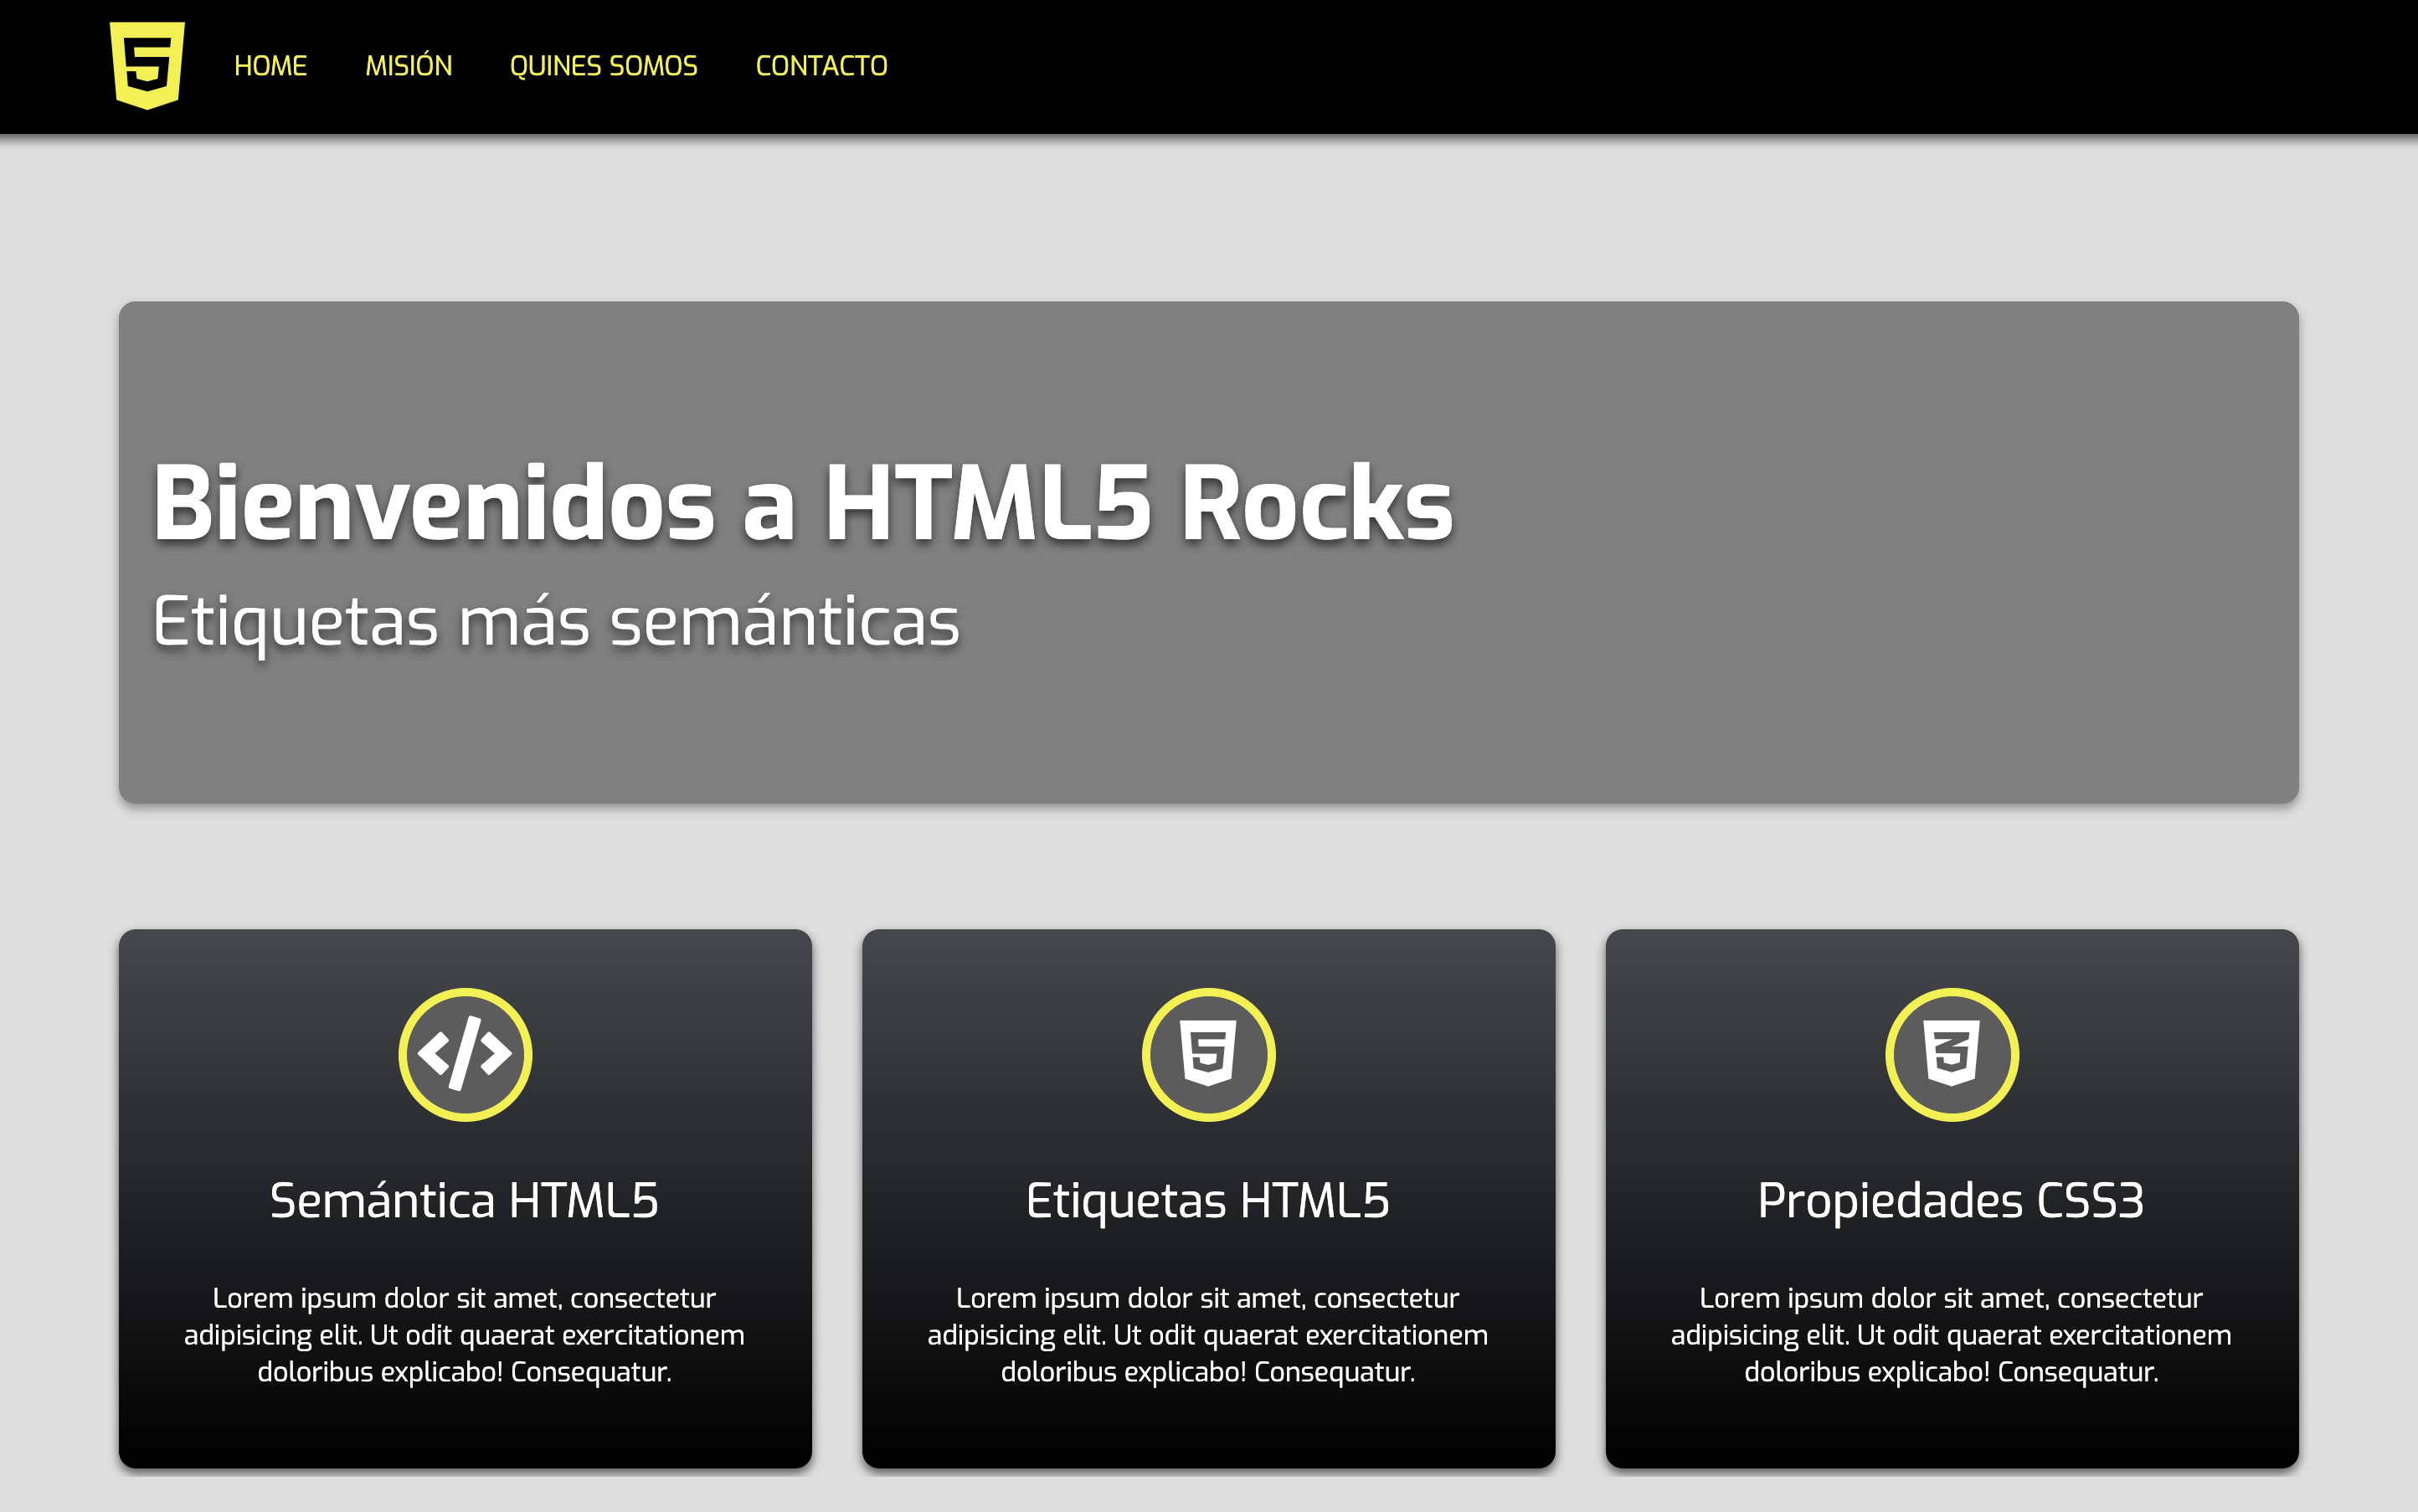 HOME MISIÓN QUINES SOMOS CONTACTO
Bienvenidos a HTML5 Rocks
Etiquetas más semánticas
Semántica HTML5
Lorem ipsum dolor sit amet, consectetur
adipisicing elit. Ut odit quaerat exercitationem
doloribus explicabo! Consequatur.
Etiquetas HTML5
Lorem ipsum dolor sit amet, consectetur
adipisicing elit. Ut odit quaerat exercitationem
doloribus explicabo! Consequatur.
Propiedades CSS3
Lorem ipsum dolor sit amet, consectetur
adipisicing elit. Ut odit quaerat exercitationem
doloribus explicabo! Consequatur.